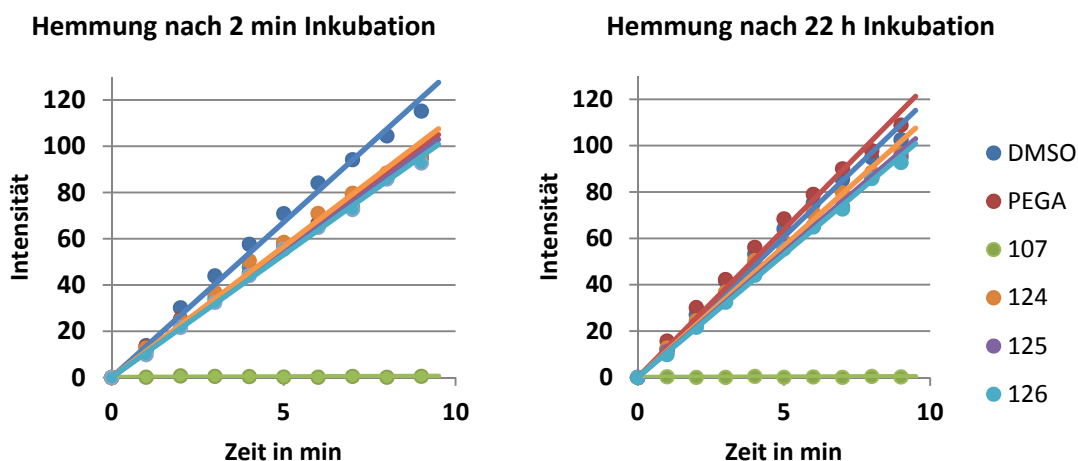 Hemmung nach 2 min Inkubation
Intensität
120
100
80
60
40
20
0
0 5 10
Zeit in min
Hemmung nach 22 h Inkubation
Intensität
120
100
80
60
40
20
0
0 5 10
Zeit in min
DMSO
PEGA
107
124
125
126